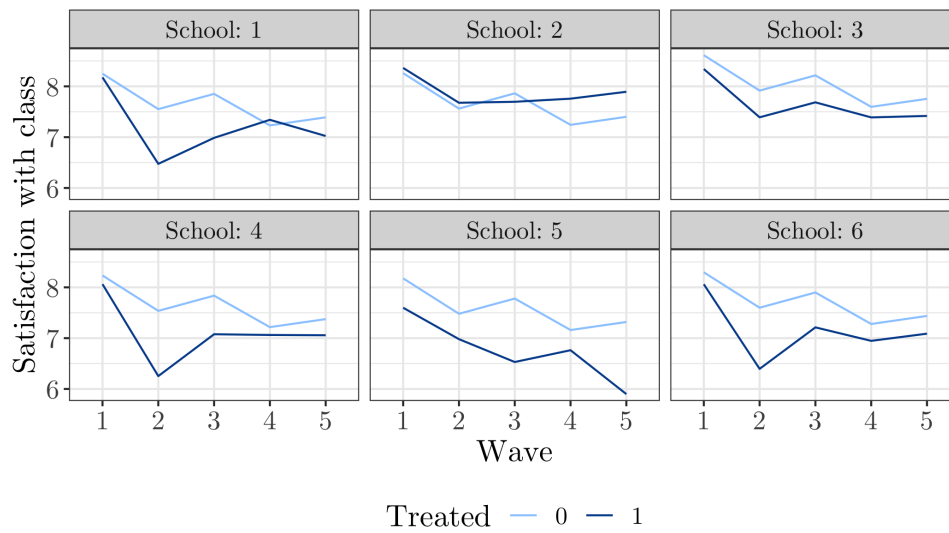 School: 1
School: 2
School: 3
8
7
6
School: 4
School: 5
School: 6
8
7
6
Satisfaction with class
1 2 3 4 5
1 2 3 4 5
1 2 3 4 5
Wave
Treated 0 1